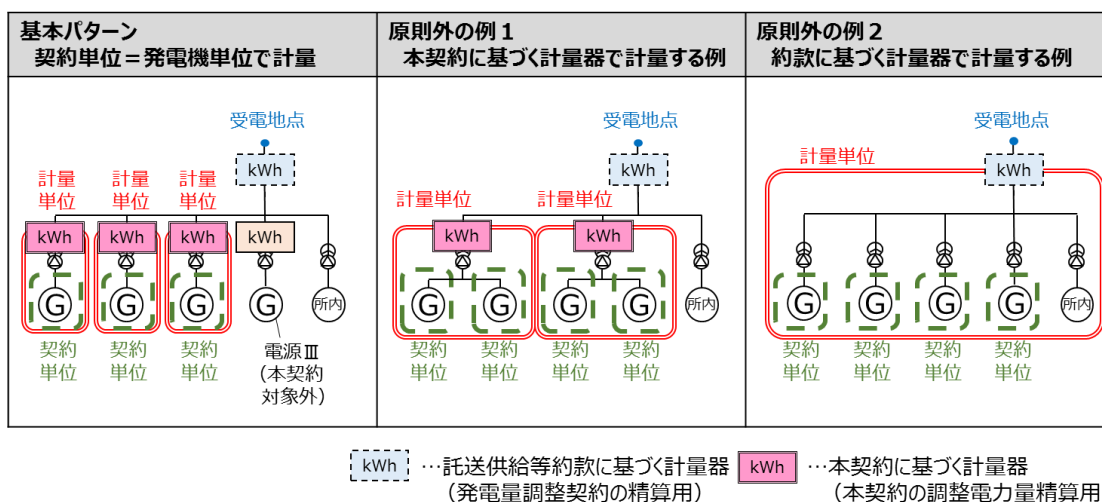 基本パターン
契約単位＝発電機単位で計量
原則外の例１
本契約に基づく計量器で計量する例
原則外の例２
約款に基づく計量器で計量する例
受電地点
kWh
計量
単位
計量
単位
計量
単位
kWh
kWh
kWh
kWh
G
G
G
G
所内
契約
単位
契約
単位
契約
単位
電源Ⅲ
（本契約
対象外）
受電地点
kWh
計量単位
計量単位
kWh
kWh
G
G
G
G
所内
契約
単位
契約
単位
契約
単位
契約
単位
受電地点
計量単位
kWh
G
G
G
G
所内
契約
単位
契約
単位
契約
単位
契約
単位
kWh …託送供給等約款に基づく計量器
（発電量調整契約の精算用）
kWh …本契約に基づく計量器
（本契約の調整電力量精算用